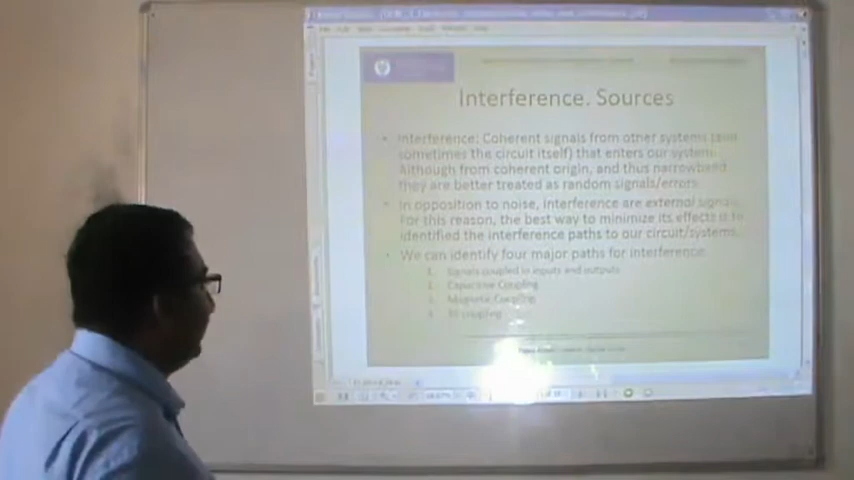 Interference. Sources
• Interference: Coherent signals from other systems (and
sometimes the circuit itself) that enters our system.
Although from coherent origin, and thus narrowband
they are better treated as random signals/errors.
• In opposition to noise, interference are external signals.
For this reason, the best way to minimize its effects is to
identified the interference paths to our circuit/systems.
• We can identify four major paths for interference:
1. Signals coupled in inputs and outputs
2. Capacitive Coupling
3. Magnetic Coupling
4. RF coupling